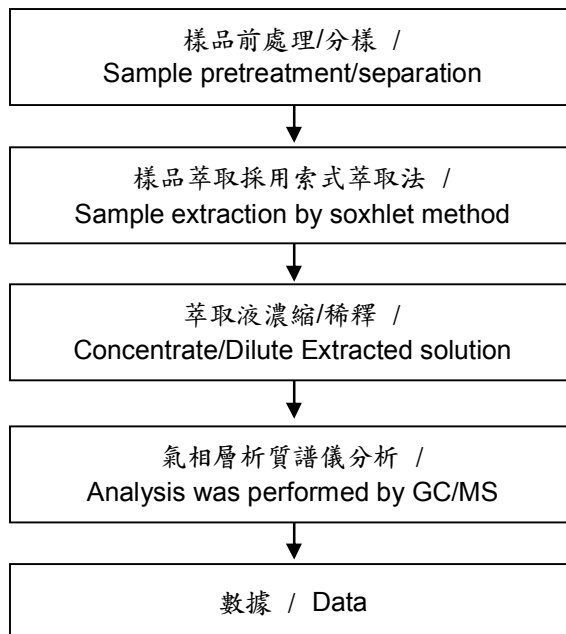 樣品前處理/分樣 /
Sample pretreatment/separation
樣品萃取採用索式萃取法 /
Sample extraction by soxhlet method
萃取液濃縮/稀釋 /
Concentrate/Dilute Extracted solution
氣相層析質譜儀分析 /
Analysis was performed by GC/MS
數據 / Data